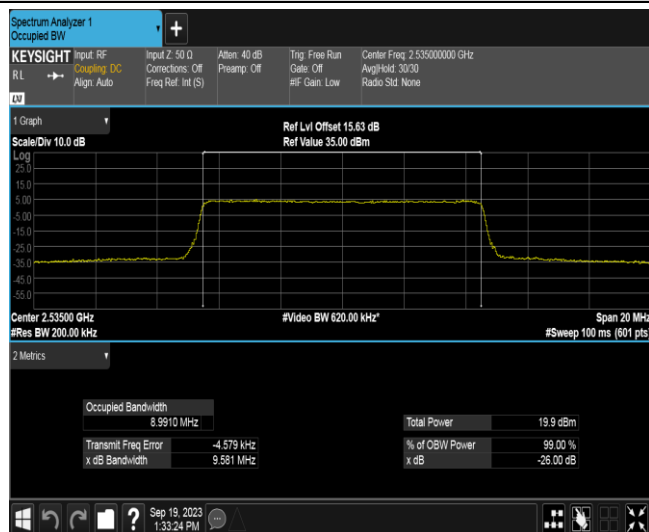 Spectrum Analyzer 1
Occupied BW
+
KEYSIGHT Input: RF Input Z: 50 Ω Atten: 40 dB Trig: Free Run Center Freq: 2.535000000 GHz
RL Coupling: DC Corrections: Off Preamp: Off Gate: Off Avg|Hold: 30/30
Align: Auto Freq Ref: Int (S) #IF Gain: Low Radio Std: None
LXI
1 Graph
Ref Lvl Offset 15.63 dB
Scale/Div 10.0 dB Ref Value 35.00 dBm
Log
25.0
15.0
5.00
-5.00
-15.0
-25.0
-35.0
-45.0
-55.0
Center 2.53500 GHz #Video BW 620.00 kHz* Span 20 MHz
#Res BW 200.00 kHz #Sweep 100 ms (601 pts)
2 Metrics
Occupied Bandwidth
8.9910 MHz Total Power 19.9 dBm
Transmit Freq Error -4.579 kHz % of OBW Power 99.00 %
x dB Bandwidth 9.581 MHz x dB -26.00 dB
? Sep 19, 2023
1:33:24 PM